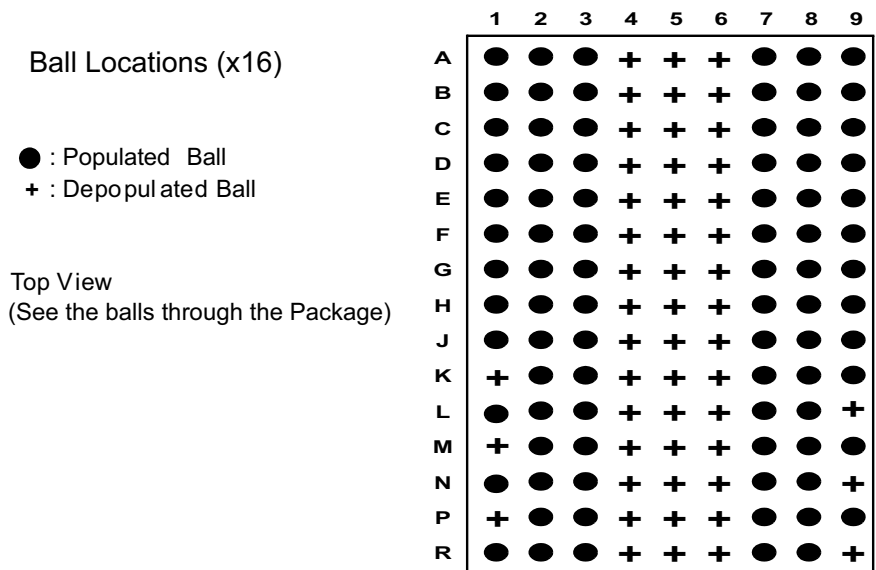 Ball Locations (x16)
● : Populated Ball
+ : Depopulated Ball
Top View
(See the balls through the Package)
1 2 3 4 5 6 7 8 9
A ● ● ● + + + ● ● ●
B ● ● ● + + + ● ● ●
C ● ● ● + + + ● ● ●
D ● ● ● + + + ● ● ●
E ● ● ● + + + ● ● ●
F ● ● ● + + + ● ● ●
G ● ● ● + + + ● ● ●
H ● ● ● + + + ● ● ●
J ● ● ● + + + ● ● ●
K + ● ● + + + ● ● ●
L ● ● ● + + + ● ● +
M + ● ● + + + ● ● ●
N ● ● ● + + + ● ● +
P + ● ● + + + ● ● ●
R ● ● ● + + + ● ● +